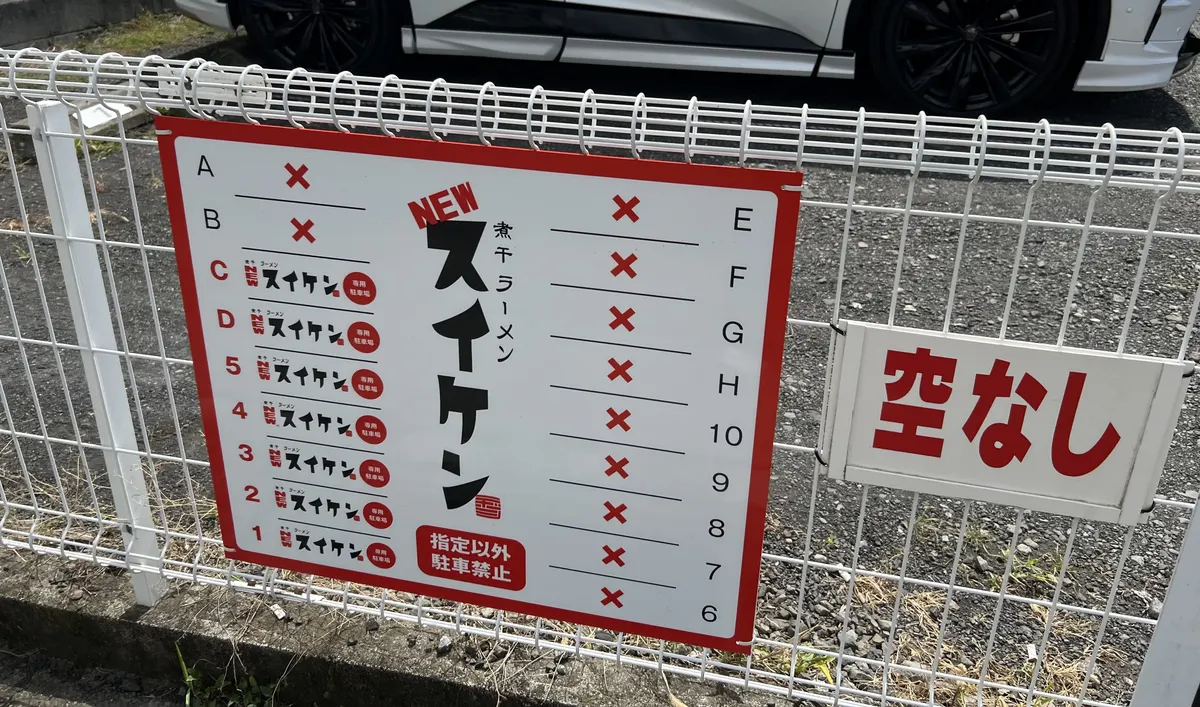 A ×
B ×
C 煮干ラーメン NEW スイケン 専用駐車場
D 煮干ラーメン NEW スイケン 専用駐車場
5 煮干ラーメン NEW スイケン 専用駐車場
4 煮干ラーメン NEW スイケン 専用駐車場
3 煮干ラーメン NEW スイケン 専用駐車場
2 煮干ラーメン NEW スイケン 専用駐車場
1 煮干ラーメン NEW スイケン 専用駐車場
NEW
煮干ラーメン
スイケン
指定以外
駐車禁止
× E
× F
× G
× H
× 10
× 9
× 8
× 7
× 6
空なし